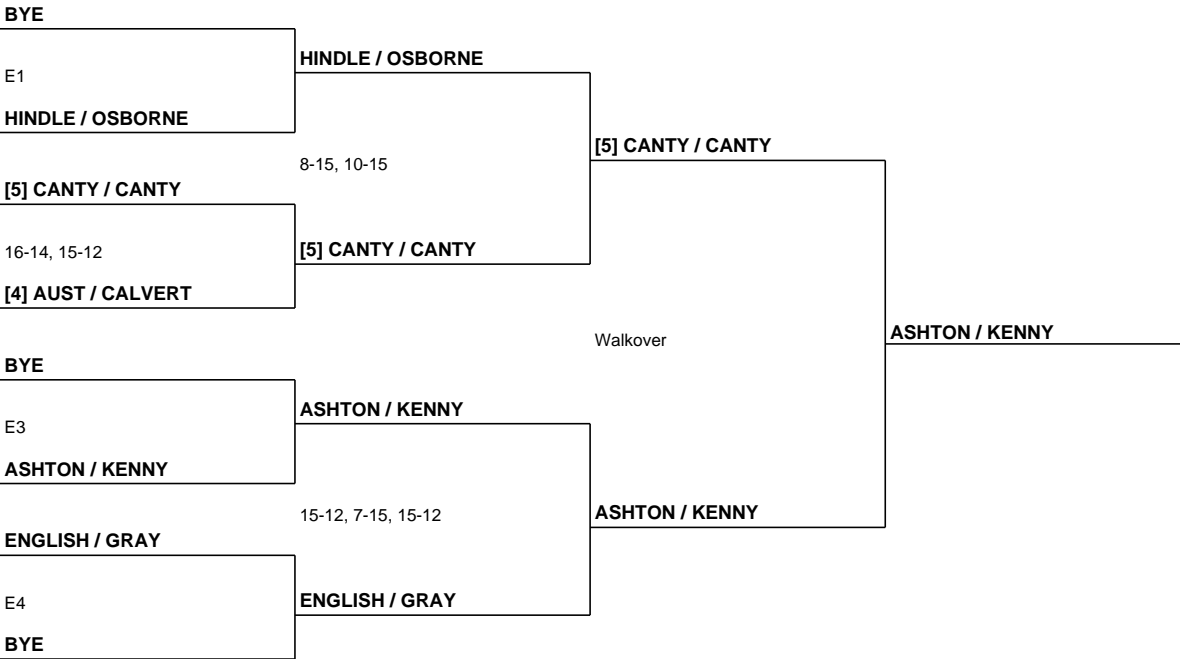 BYE
E1
HINDLE / OSBORNE
HINDLE / OSBORNE
8-15, 10-15
[5] CANTY / CANTY
[5] CANTY / CANTY
16-14, 15-12
[5] CANTY / CANTY
[4] AUST / CALVERT
Walkover
ASHTON / KENNY
BYE
ASHTON / KENNY
E3
ASHTON / KENNY
15-12, 7-15, 15-12
ASHTON / KENNY
ENGLISH / GRAY
E4
ENGLISH / GRAY
BYE